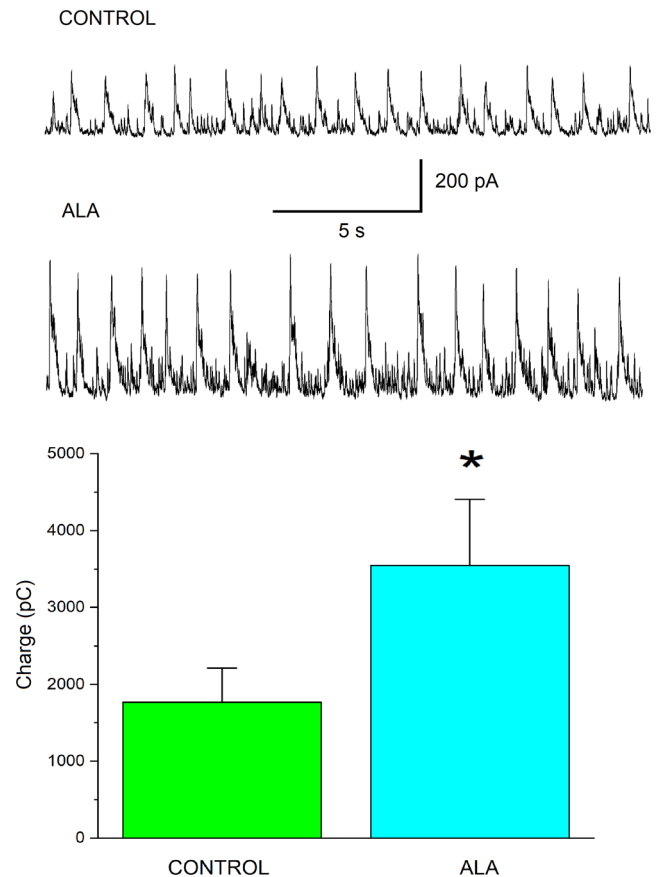 CONTROL
200 pA
5 s
ALA
5000
4000
3000
2000
1000
0
Charge (pC)
*
CONTROL
ALA